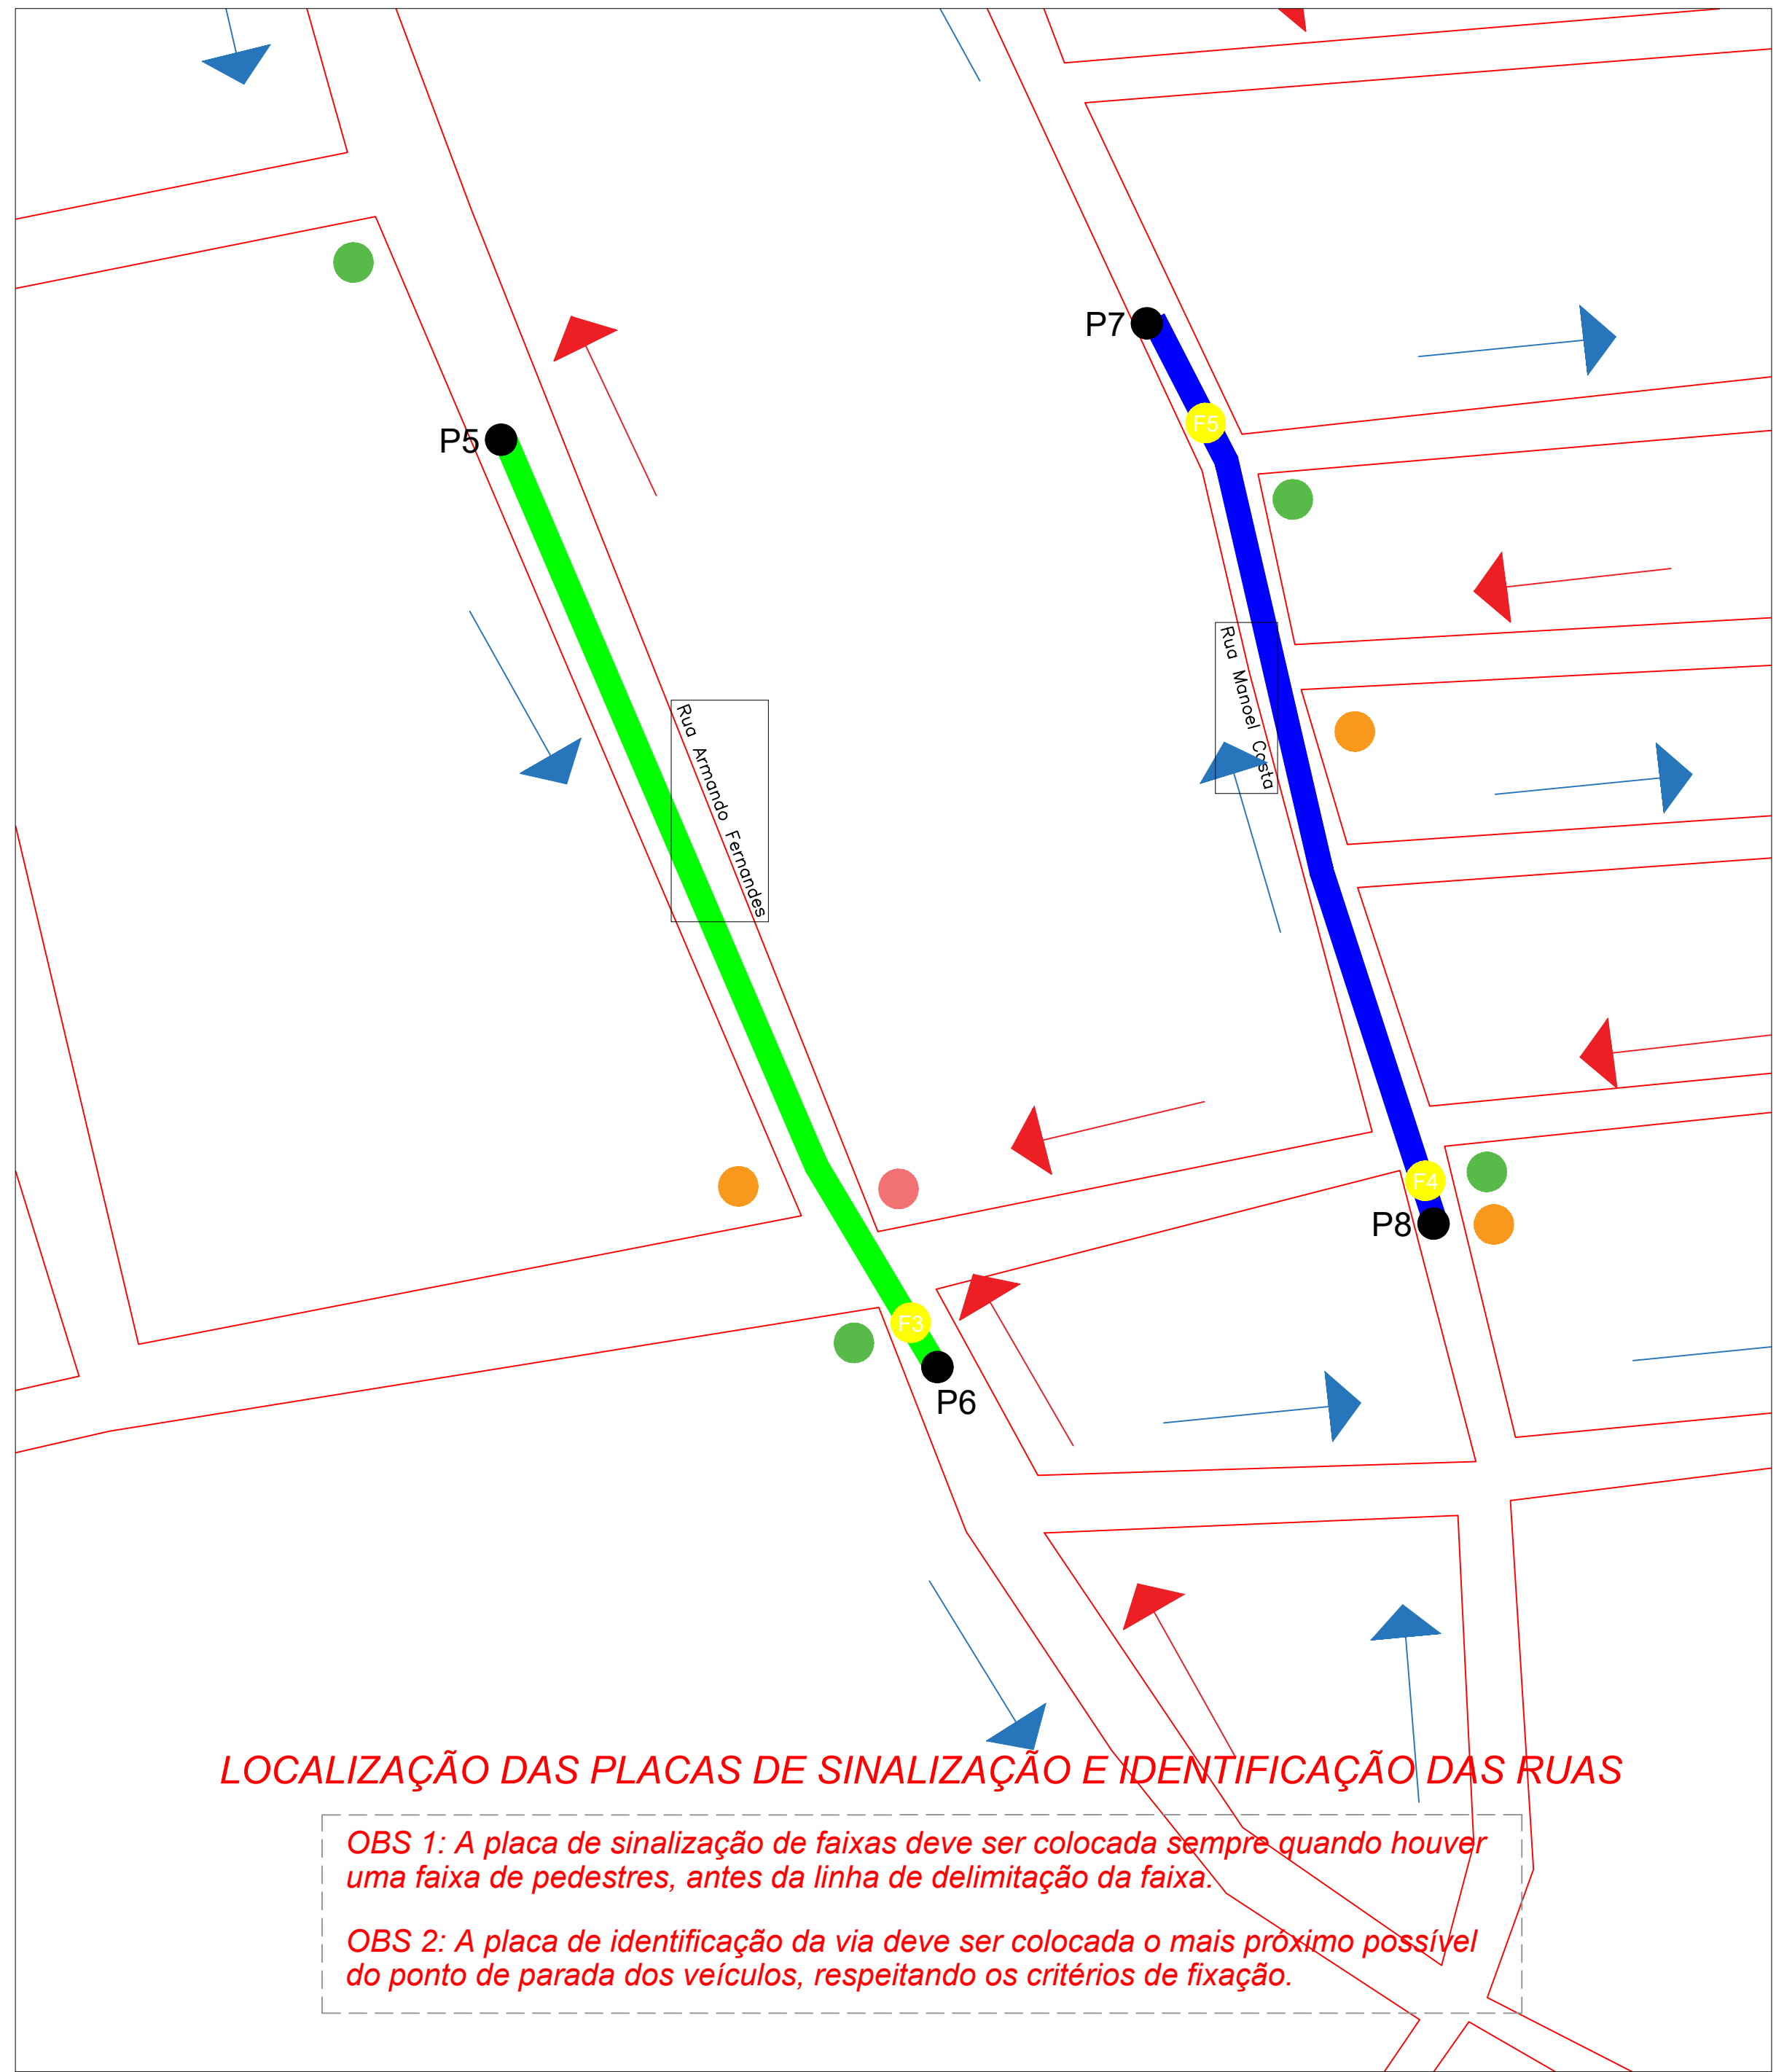 P7
F5
P5
Rua Manoel Costa
Rua Armando Fernandes
F4
P8
F3
P6
LOCALIZAÇÃO DAS PLACAS DE SINALIZAÇÃO E IDENTIFICAÇÃO DAS RUAS
OBS 1: A placa de sinalização de faixas deve ser colocada sempre quando houver
uma faixa de pedestres, antes da linha de delimitação da faixa.
OBS 2: A placa de identificação da via deve ser colocada o mais próximo possível
do ponto de parada dos veículos, respeitando os critérios de fixação.